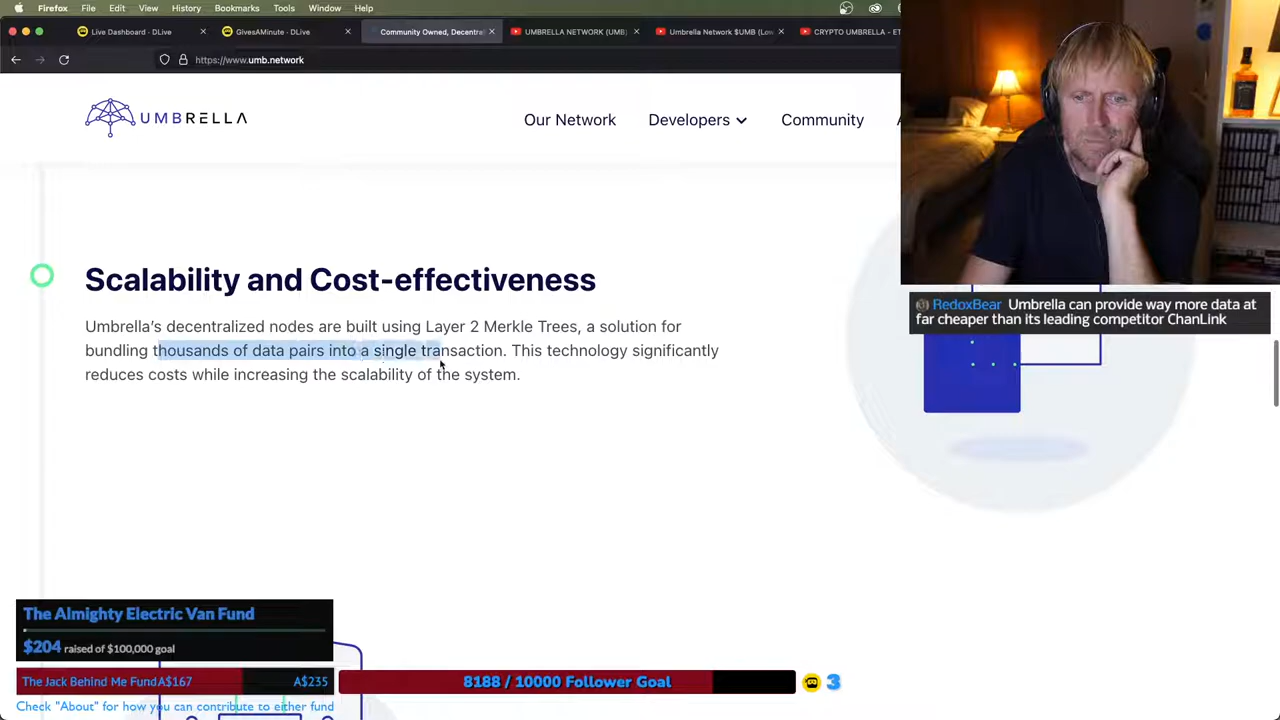 Firefox File Edit View History Bookmarks Tools Window Help
Live Dashboard - DLive
GivesAMinute - DLive
Community Owned, Decentral
UMBRELLA NETWORK (UMB)
Umbrella Network $UMB (Low
CRYPTO UMBRELLA - ET
https://www.umb.network
UMBRELLA
Our Network
Developers
Community
RedoxBear Umbrella can provide way more data at
far cheaper than its leading competitor ChanLink
Scalability and Cost-effectiveness
Umbrella's decentralized nodes are built using Layer 2 Merkle Trees, a solution for
bundling thousands of data pairs into a single transaction. This technology significantly
reduces costs while increasing the scalability of the system.
The Almighty Electric Van Fund
$204 raised of $100,000 goal
The Jack Behind Me Fund A$167 A$235
8188 / 10000 Follower Goal
3
Check "About" for how you can contribute to either fund